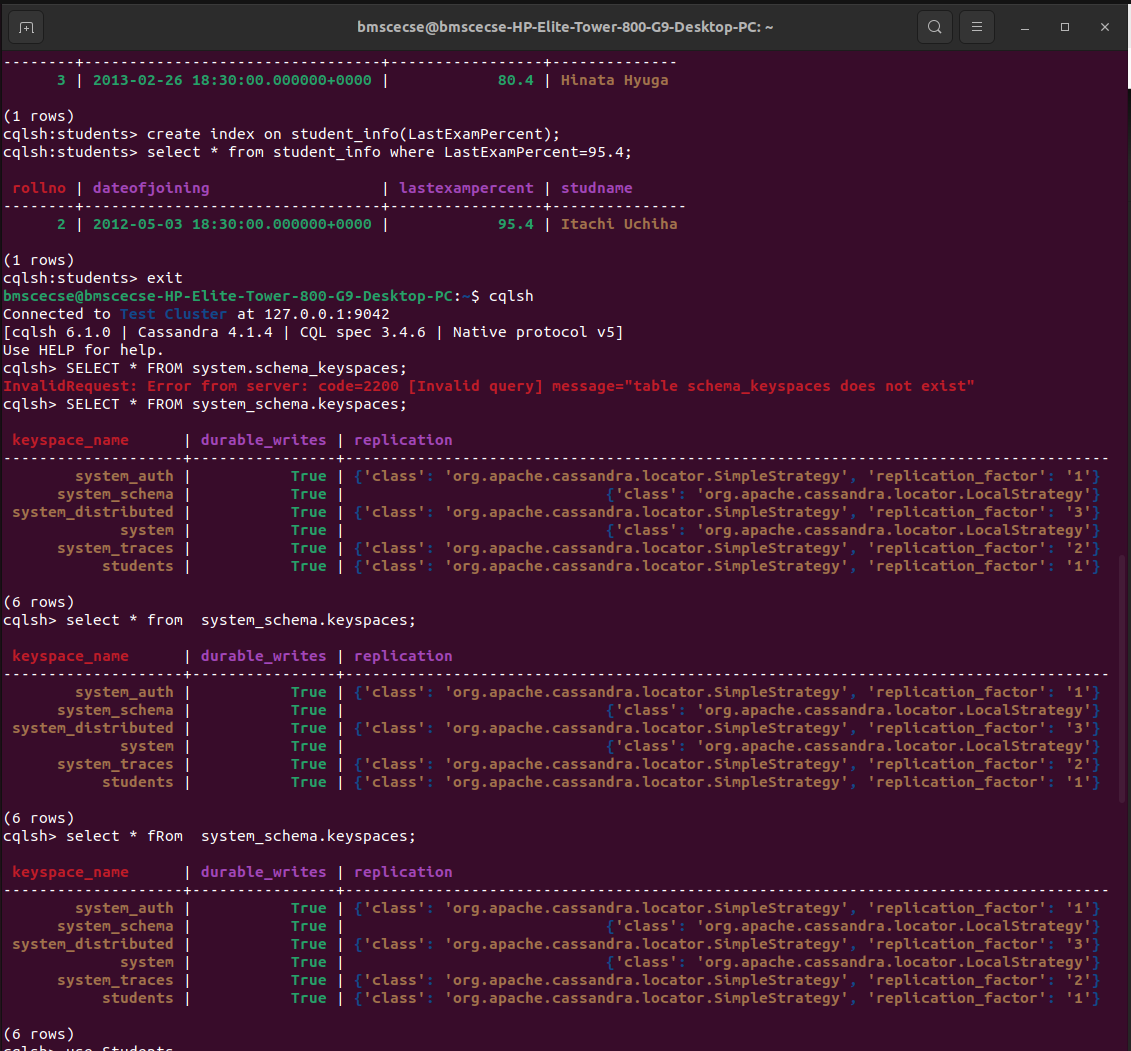 bmscecse@bmscecse-HP-Elite-Tower-800-G9-Desktop-PC: ~
--------+---------------------------------+-----------------+--------------
      3 | 2013-02-26 18:30:00.000000+0000 |            80.4 | Hinata Hyuga
(1 rows)
cqlsh:students> create index on student_info(LastExamPercent);
cqlsh:students> select * from student_info where LastExamPercent=95.4;
 rollno | dateofjoining                   | lastexampercent | studname
--------+---------------------------------+-----------------+---------------
      2 | 2012-05-03 18:30:00.000000+0000 |            95.4 | Itachi Uchiha
(1 rows)
cqlsh:students> exit
bmscecse@bmscecse-HP-Elite-Tower-800-G9-Desktop-PC:~$ cqlsh
Connected to Test Cluster at 127.0.0.1:9042
[cqlsh 6.1.0 | Cassandra 4.1.4 | CQL spec 3.4.6 | Native protocol v5]
Use HELP for help.
cqlsh> SELECT * FROM system.schema_keyspaces;
InvalidRequest: Error from server: code=2200 [Invalid query] message="table schema_keyspaces does not exist"
cqlsh> SELECT * FROM system_schema.keyspaces;
 keyspace_name      | durable_writes | replication
--------------------+----------------+-------------------------------------------------------------------------------------
        system_auth |           True | {'class': 'org.apache.cassandra.locator.SimpleStrategy', 'replication_factor': '1'}
      system_schema |           True |                             {'class': 'org.apache.cassandra.locator.LocalStrategy'}
 system_distributed |           True | {'class': 'org.apache.cassandra.locator.SimpleStrategy', 'replication_factor': '3'}
             system |           True |                             {'class': 'org.apache.cassandra.locator.LocalStrategy'}
      system_traces |           True | {'class': 'org.apache.cassandra.locator.SimpleStrategy', 'replication_factor': '2'}
           students |           True | {'class': 'org.apache.cassandra.locator.SimpleStrategy', 'replication_factor': '1'}
(6 rows)
cqlsh> select * from  system_schema.keyspaces;
 keyspace_name      | durable_writes | replication
--------------------+----------------+-------------------------------------------------------------------------------------
        system_auth |           True | {'class': 'org.apache.cassandra.locator.SimpleStrategy', 'replication_factor': '1'}
      system_schema |           True |                             {'class': 'org.apache.cassandra.locator.LocalStrategy'}
 system_distributed |           True | {'class': 'org.apache.cassandra.locator.SimpleStrategy', 'replication_factor': '3'}
             system |           True |                             {'class': 'org.apache.cassandra.locator.LocalStrategy'}
      system_traces |           True | {'class': 'org.apache.cassandra.locator.SimpleStrategy', 'replication_factor': '2'}
           students |           True | {'class': 'org.apache.cassandra.locator.SimpleStrategy', 'replication_factor': '1'}
(6 rows)
cqlsh> select * fRom  system_schema.keyspaces;
 keyspace_name      | durable_writes | replication
--------------------+----------------+-------------------------------------------------------------------------------------
        system_auth |           True | {'class': 'org.apache.cassandra.locator.SimpleStrategy', 'replication_factor': '1'}
      system_schema |           True |                             {'class': 'org.apache.cassandra.locator.LocalStrategy'}
 system_distributed |           True | {'class': 'org.apache.cassandra.locator.SimpleStrategy', 'replication_factor': '3'}
             system |           True |                             {'class': 'org.apache.cassandra.locator.LocalStrategy'}
      system_traces |           True | {'class': 'org.apache.cassandra.locator.SimpleStrategy', 'replication_factor': '2'}
           students |           True | {'class': 'org.apache.cassandra.locator.SimpleStrategy', 'replication_factor': '1'}
(6 rows)
cqlsh> use Students